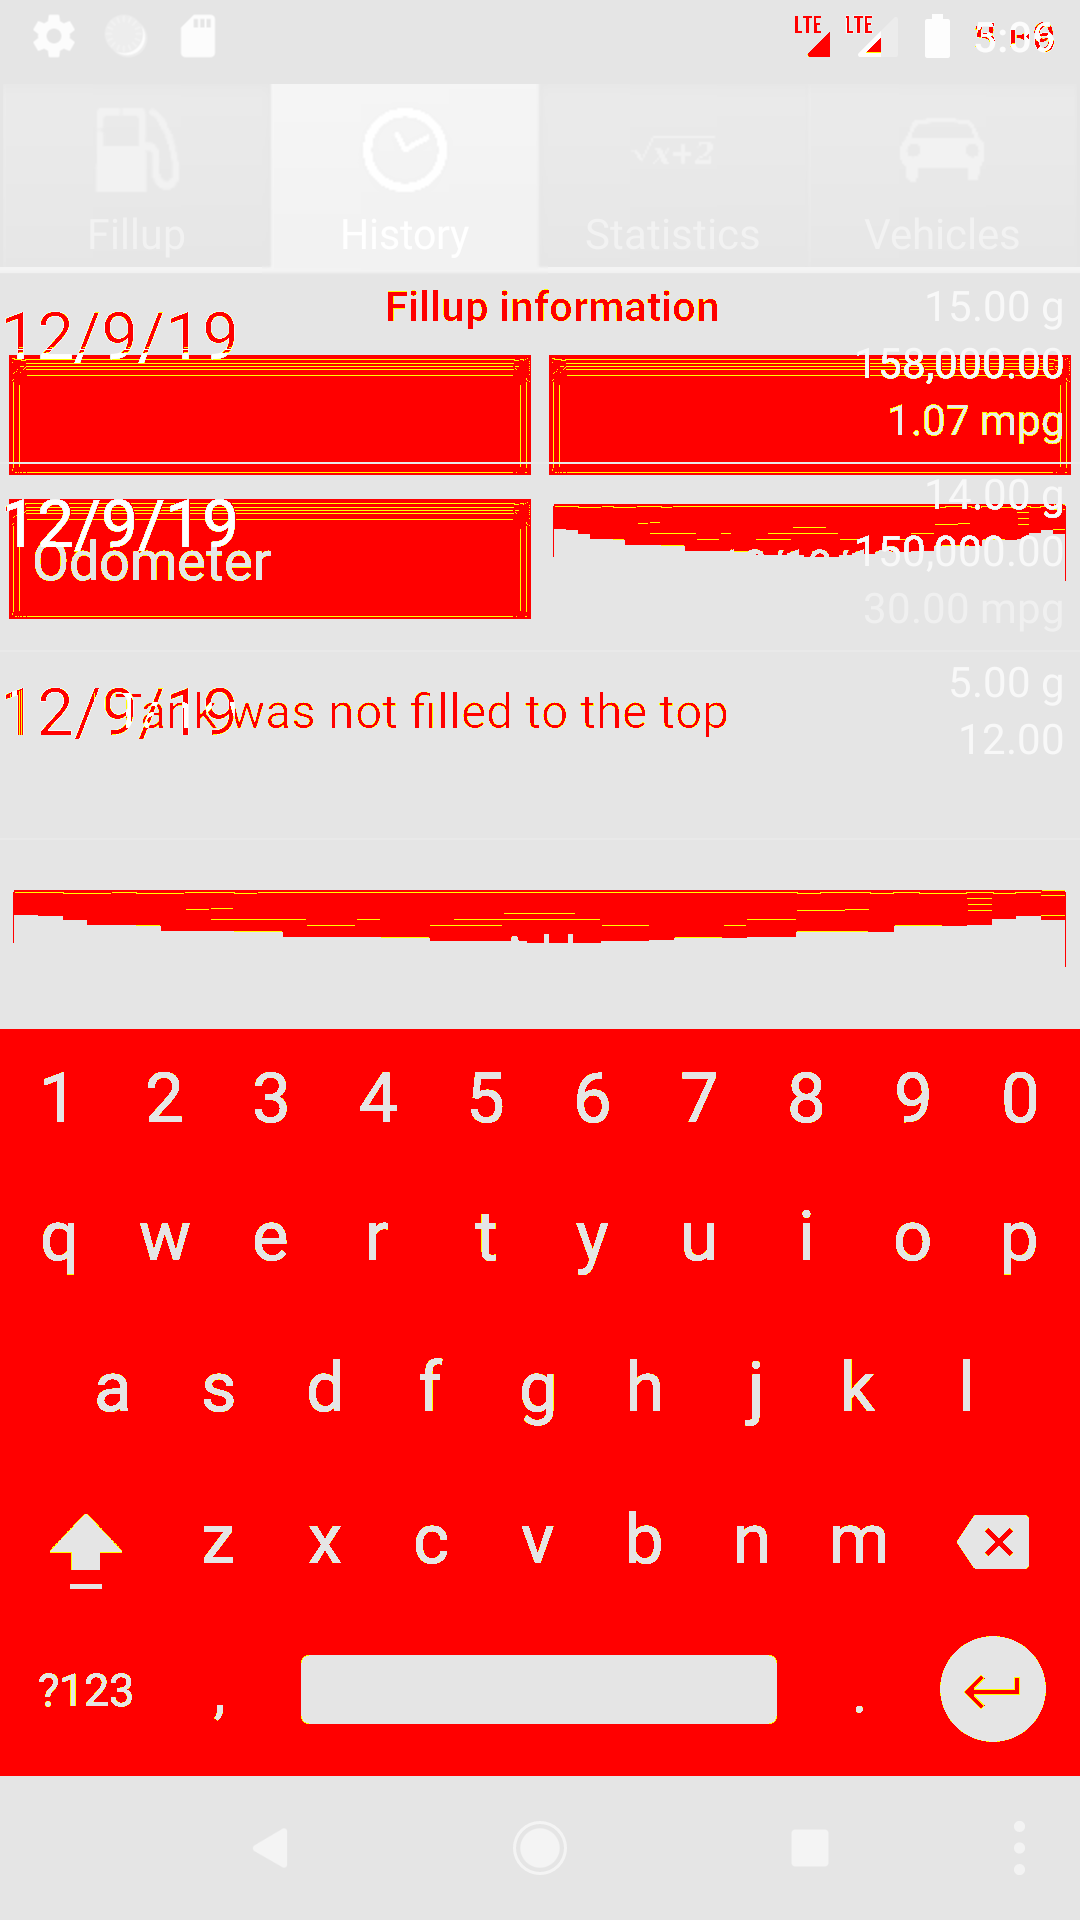 LTE LTE
Fillup History √x+2 Statistics Vehicles
Fillup information
12/9/19 15.00 g
158,000.00
1.07 mpg
12/9/19 14.00 g
Odometer 150,000.00
30.00 mpg
12/9/19 5.00 g
Tank was not filled to the top
12.00
1 2 3 4 5 6 7 8 9 0
q w e r t y u i o p
a s d f g h j k l
z x c v b n m
?123 , .